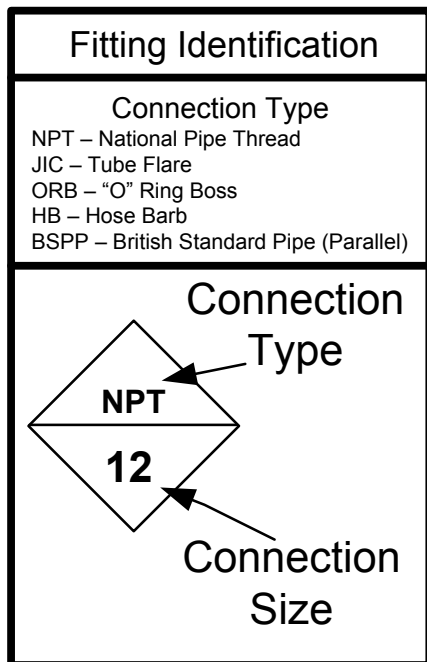 Fitting Identification
Connection Type
NPT – National Pipe Thread
JIC – Tube Flare
ORB – “O” Ring Boss
HB – Hose Barb
BSPP – British Standard Pipe (Parallel)
Connection
Type
NPT
12
Connection
Size